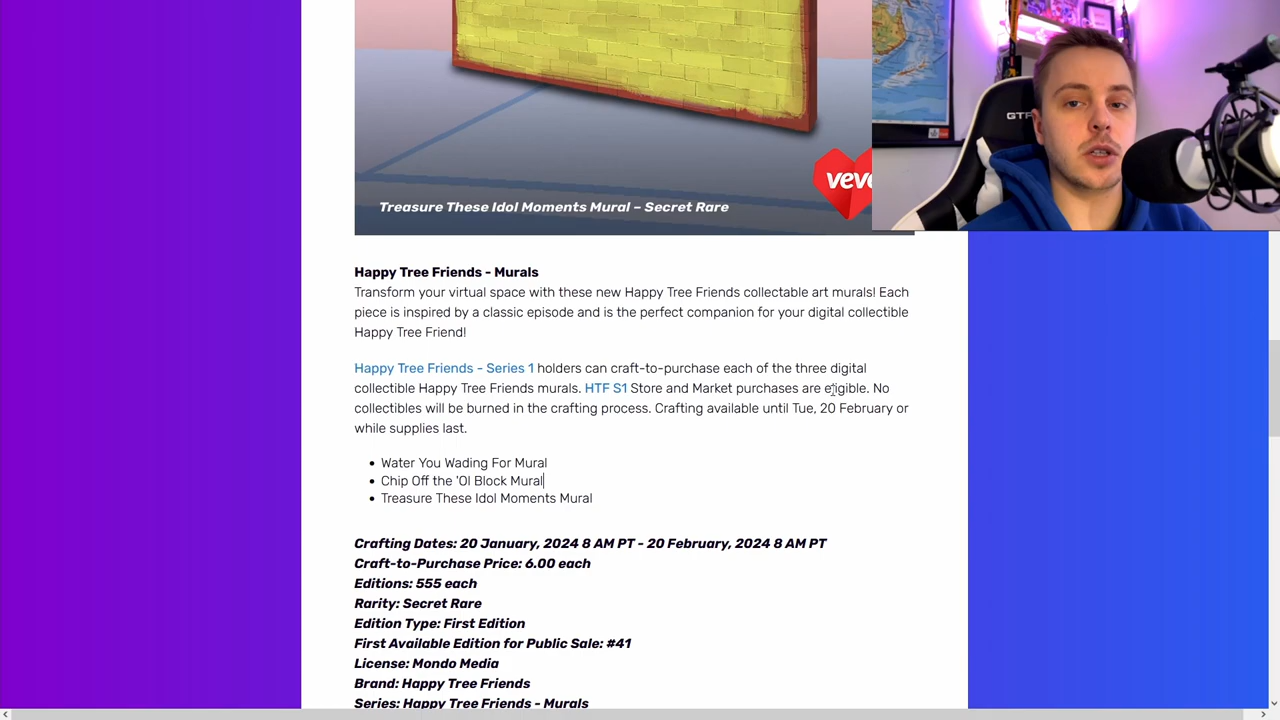 GTR
veve
Treasure These Idol Moments Mural – Secret Rare
Happy Tree Friends - Murals
Transform your virtual space with these new Happy Tree Friends collectable art murals! Each
piece is inspired by a classic episode and is the perfect companion for your digital collectible
Happy Tree Friend!
Happy Tree Friends - Series 1 holders can craft-to-purchase each of the three digital
collectible Happy Tree Friends murals. HTF S1 Store and Market purchases are eligible. No
collectibles will be burned in the crafting process. Crafting available until Tue, 20 February or
while supplies last.
• Water You Wading For Mural
• Chip Off the 'Ol Block Mural
• Treasure These Idol Moments Mural
Crafting Dates: 20 January, 2024 8 AM PT - 20 February, 2024 8 AM PT
Craft-to-Purchase Price: 6.00 each
Editions: 555 each
Rarity: Secret Rare
Edition Type: First Edition
First Available Edition for Public Sale: #41
License: Mondo Media
Brand: Happy Tree Friends
Series: Happy Tree Friends - Murals